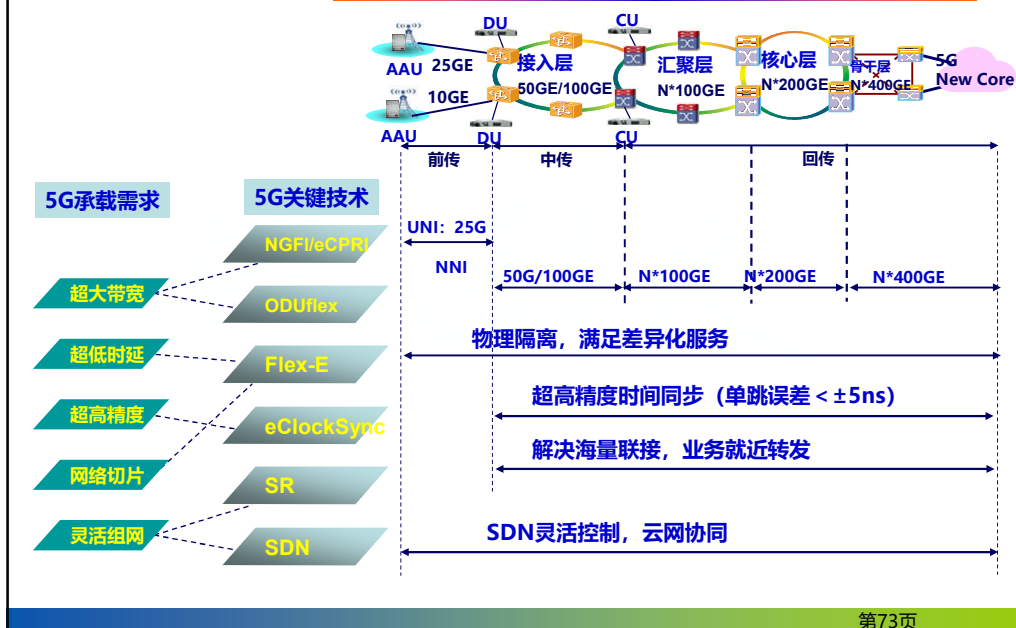 DU
CU
AAU
25GE
接入层
汇聚层
核心层
骨干层
5G
New Core
10GE
50GE/100GE
N*100GE
N*200GE
N*400GE
AAU
DU
CU
前传
中传
回传
5G承载需求
5G关键技术
UNI：25G
NGFI/eCPRI
NNI
50G/100GE
N*100GE
N*200GE
N*400GE
超大带宽
ODUflex
物理隔离，满足差异化服务
超低时延
Flex-E
超高精度时间同步（单跳误差＜±5ns）
超高精度
eClockSync
解决海量联接，业务就近转发
网络切片
SR
灵活组网
SDN
SDN灵活控制，云网协同
第73页